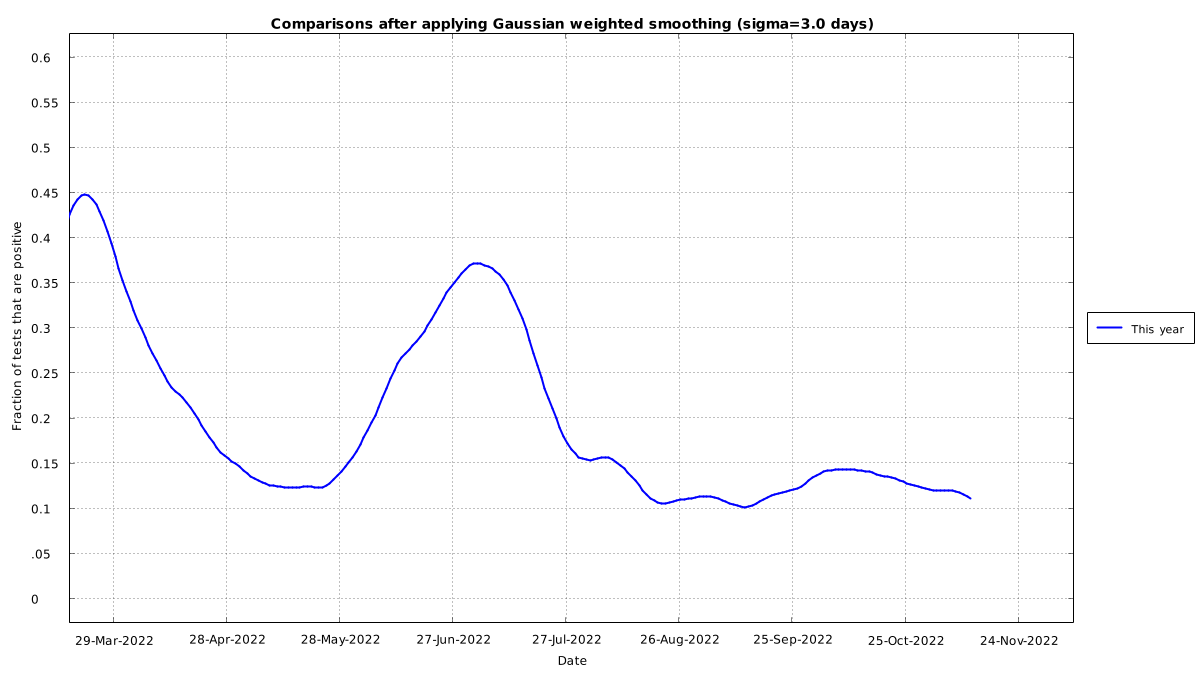 Comparisons after applying Gaussian weighted smoothing (sigma=3.0 days)
0.6
0.55
0.5
0.45
0.4
0.35
0.3
0.25
0.2
0.15
0.1
.05
0
Fraction of tests that are positive
29-Mar-2022 28-Apr-2022 28-May-2022 27-Jun-2022 27-Jul-2022 26-Aug-2022 25-Sep-2022 25-Oct-2022 24-Nov-2022
Date
This year